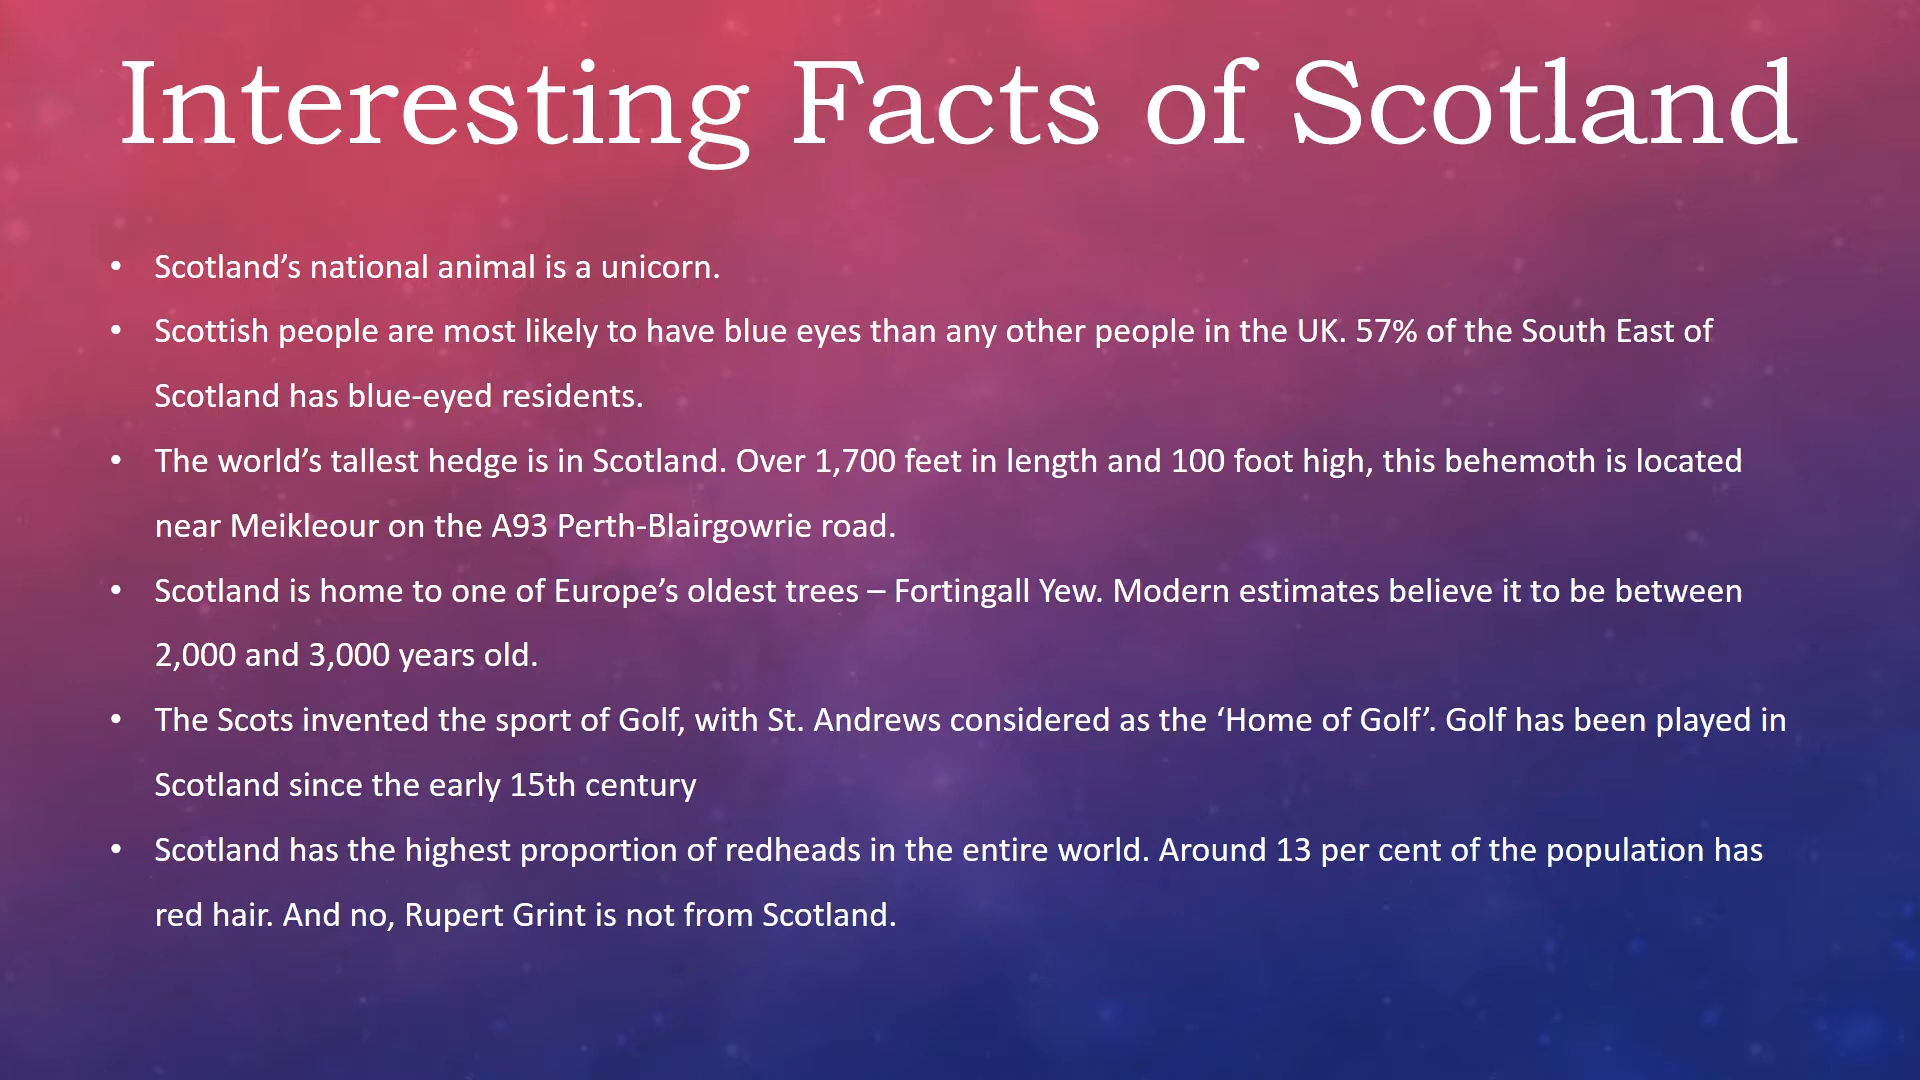 Interesting Facts of Scotland
• Scotland’s national animal is a unicorn.
• Scottish people are most likely to have blue eyes than any other people in the UK. 57% of the South East of
Scotland has blue-eyed residents.
• The world’s tallest hedge is in Scotland. Over 1,700 feet in length and 100 foot high, this behemoth is located
near Meikleour on the A93 Perth-Blairgowrie road.
• Scotland is home to one of Europe’s oldest trees – Fortingall Yew. Modern estimates believe it to be between
2,000 and 3,000 years old.
• The Scots invented the sport of Golf, with St. Andrews considered as the ‘Home of Golf’. Golf has been played in
Scotland since the early 15th century
• Scotland has the highest proportion of redheads in the entire world. Around 13 per cent of the population has
red hair. And no, Rupert Grint is not from Scotland.